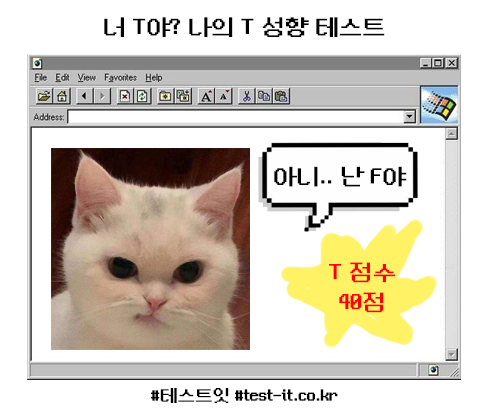 너 T야? 나의 T 성향 테스트
File Edit View Favorites Help
A A
Address:
아니.. 난 F야
T 점수
40점
#테스트잇 #test-it.co.kr